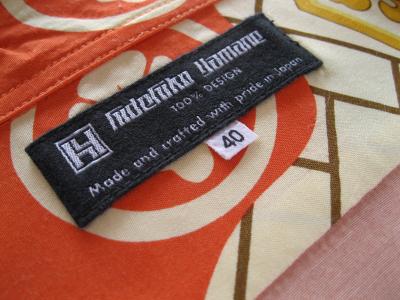 Hidehiko Yamane
100% DESIGN
Made and crafted with pride in Japan
40